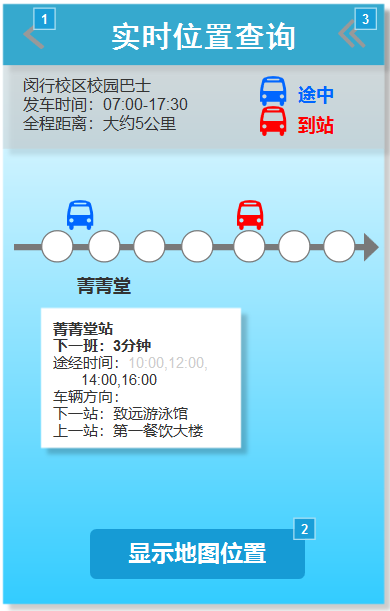 1
3
实时位置查询
闵行校区校园巴士
发车时间：07:00-17:30
全程距离：大约5公里
途中
到站
菁菁堂
菁菁堂站
下一班：3分钟
途经时间：10:00,12:00,
14:00,16:00
车辆方向：
下一站：致远游泳馆
上一站：第一餐饮大楼
2
显示地图位置